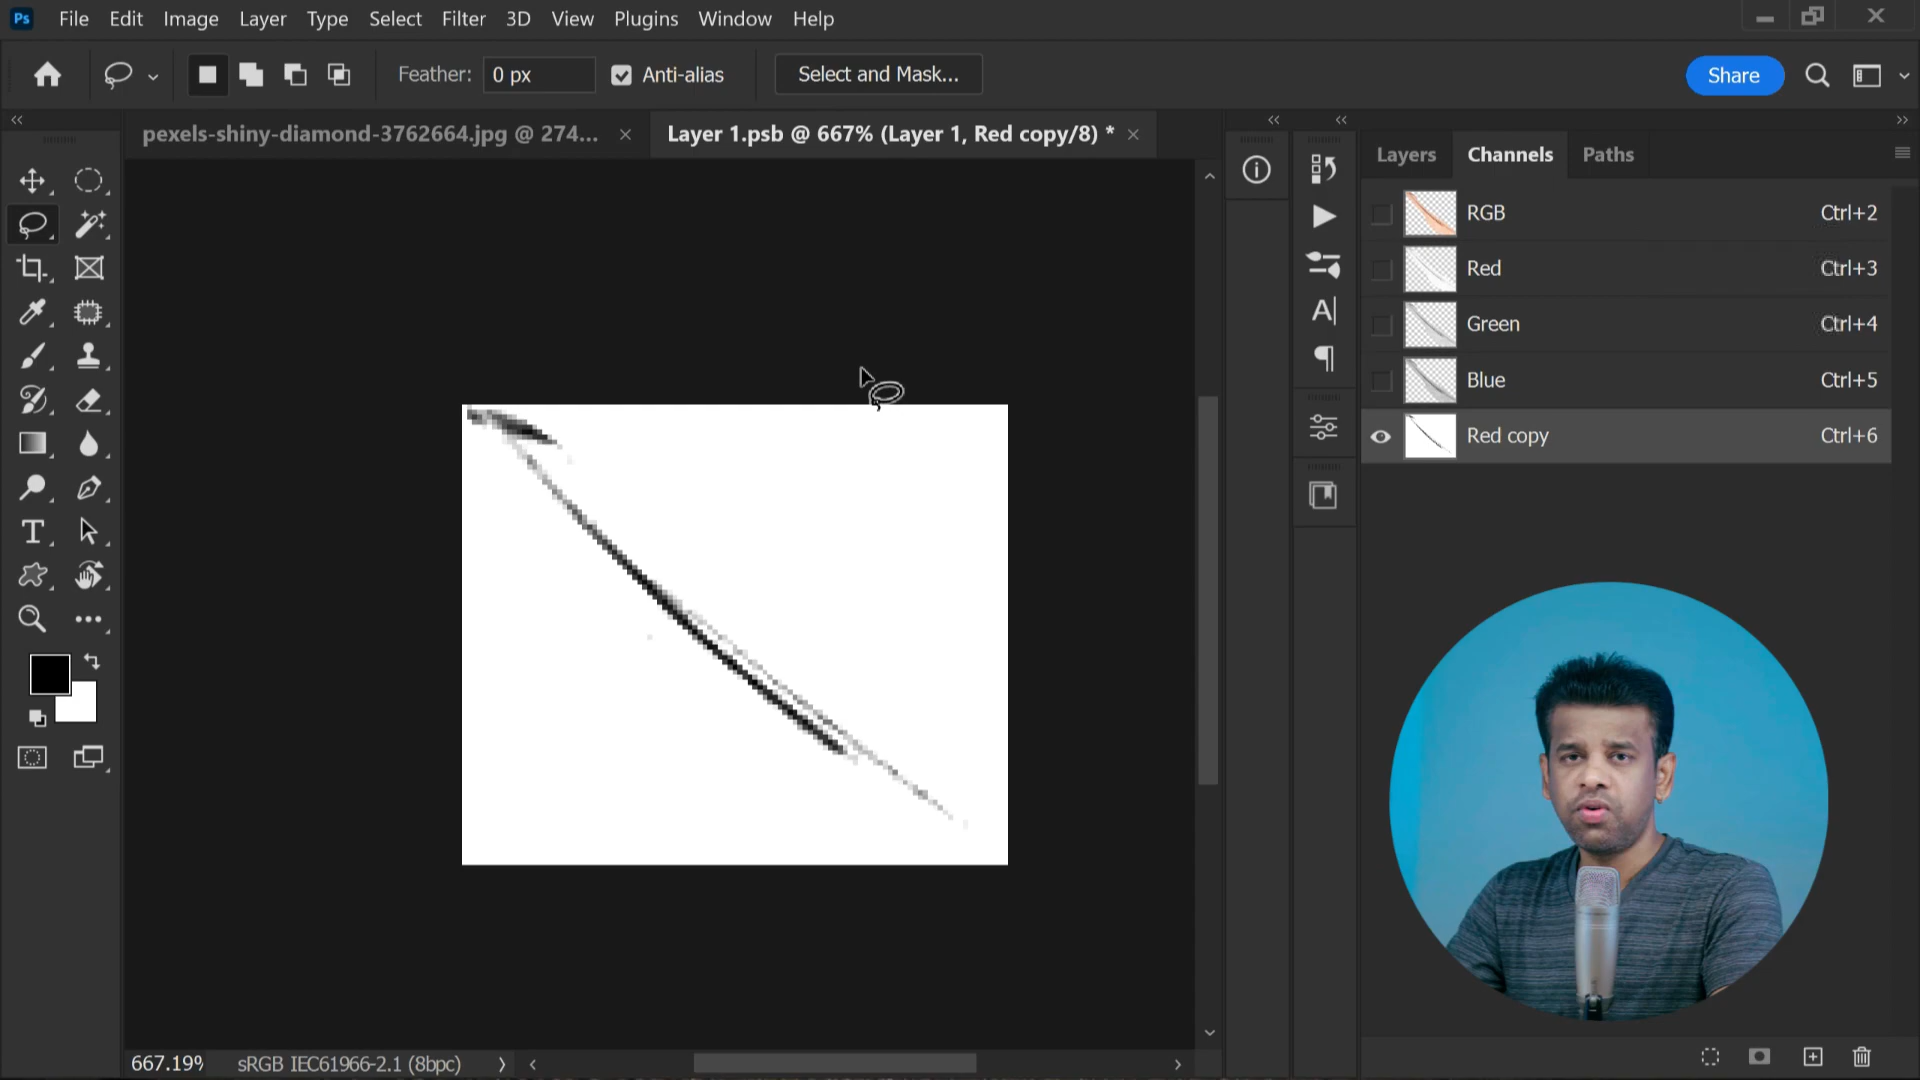 Ps File Edit Image Layer Type Select Filter 3D View Plugins Window Help
Feather: 0 px Anti-alias Select and Mask... Share
pexels-shiny-diamond-3762664.jpg @ 274... Layer 1.psb @ 667% (Layer 1, Red copy/8) *
Layers Channels Paths
RGB Ctrl+2
Red Ctrl+3
Green Ctrl+4
Blue Ctrl+5
Red copy Ctrl+6
667.19% sRGB IEC61966-2.1 (8bpc)